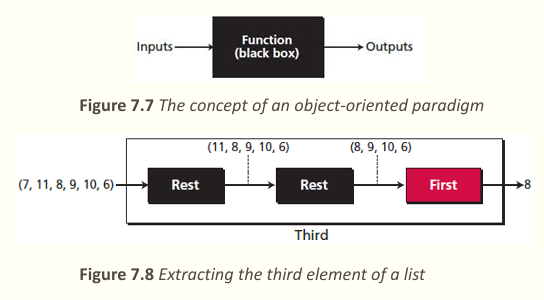 Inputs
Function
(black box)
Outputs
Figure 7.7 The concept of an object-oriented paradigm
(11, 8, 9, 10, 6)
(8, 9, 10, 6)
(7, 11, 8, 9, 10, 6)
Rest
Rest
First
8
Third
Figure 7.8 Extracting the third element of a list